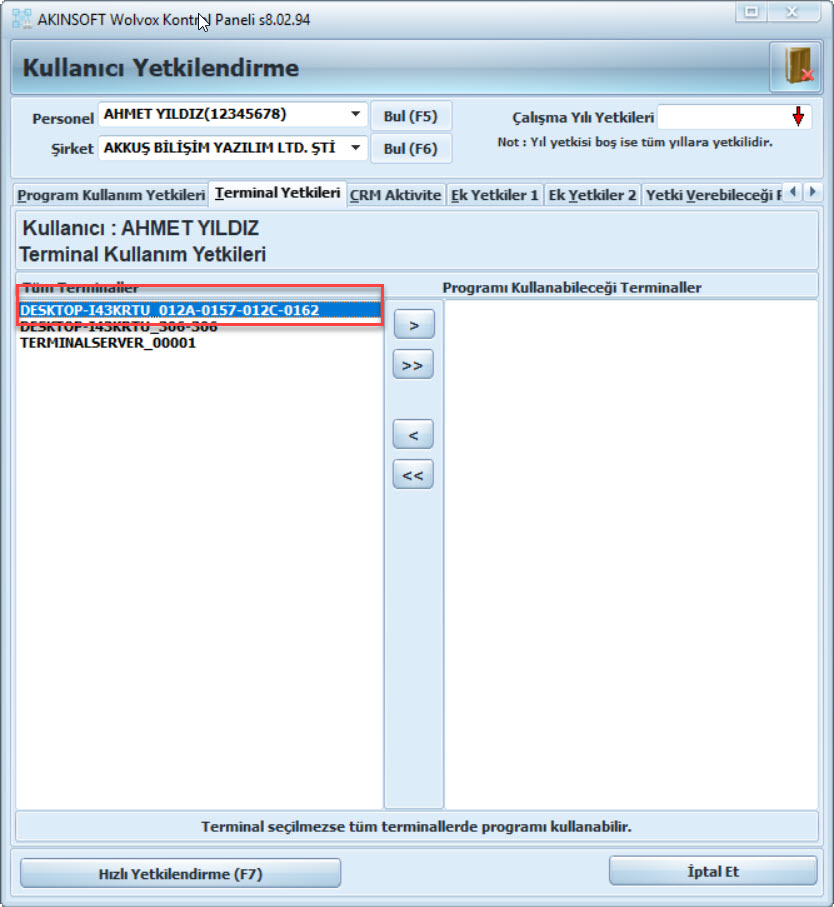 AKINSOFT Wolvox Kontrol Paneli s8.02.94
Kullanıcı Yetkilendirme
Personel AHMET YILDIZ(12345678) Bul (F5) Çalışma Yılı Yetkileri
Şirket AKKUŞ BİLİŞİM YAZILIM LTD. ŞTİ Bul (F6) Not : Yıl yetkisi boş ise tüm yıllara yetkilidir.
Program Kullanım Yetkileri Terminal Yetkileri CRM Aktivite Ek Yetkiler 1 Ek Yetkiler 2 Yetki Verebileceği
Kullanıcı : AHMET YILDIZ
Terminal Kullanım Yetkileri
Tüm Terminaller Programı Kullanabileceği Terminaller
DESKTOP-I43KRTU_012A-0157-012C-0162
DESKTOP-I43KRTU_306-306
TERMINALSERVER_00001
>
>>
<
<<
Terminal seçilmezse tüm terminallerde programı kullanabilir.
Hızlı Yetkilendirme (F7) İptal Et